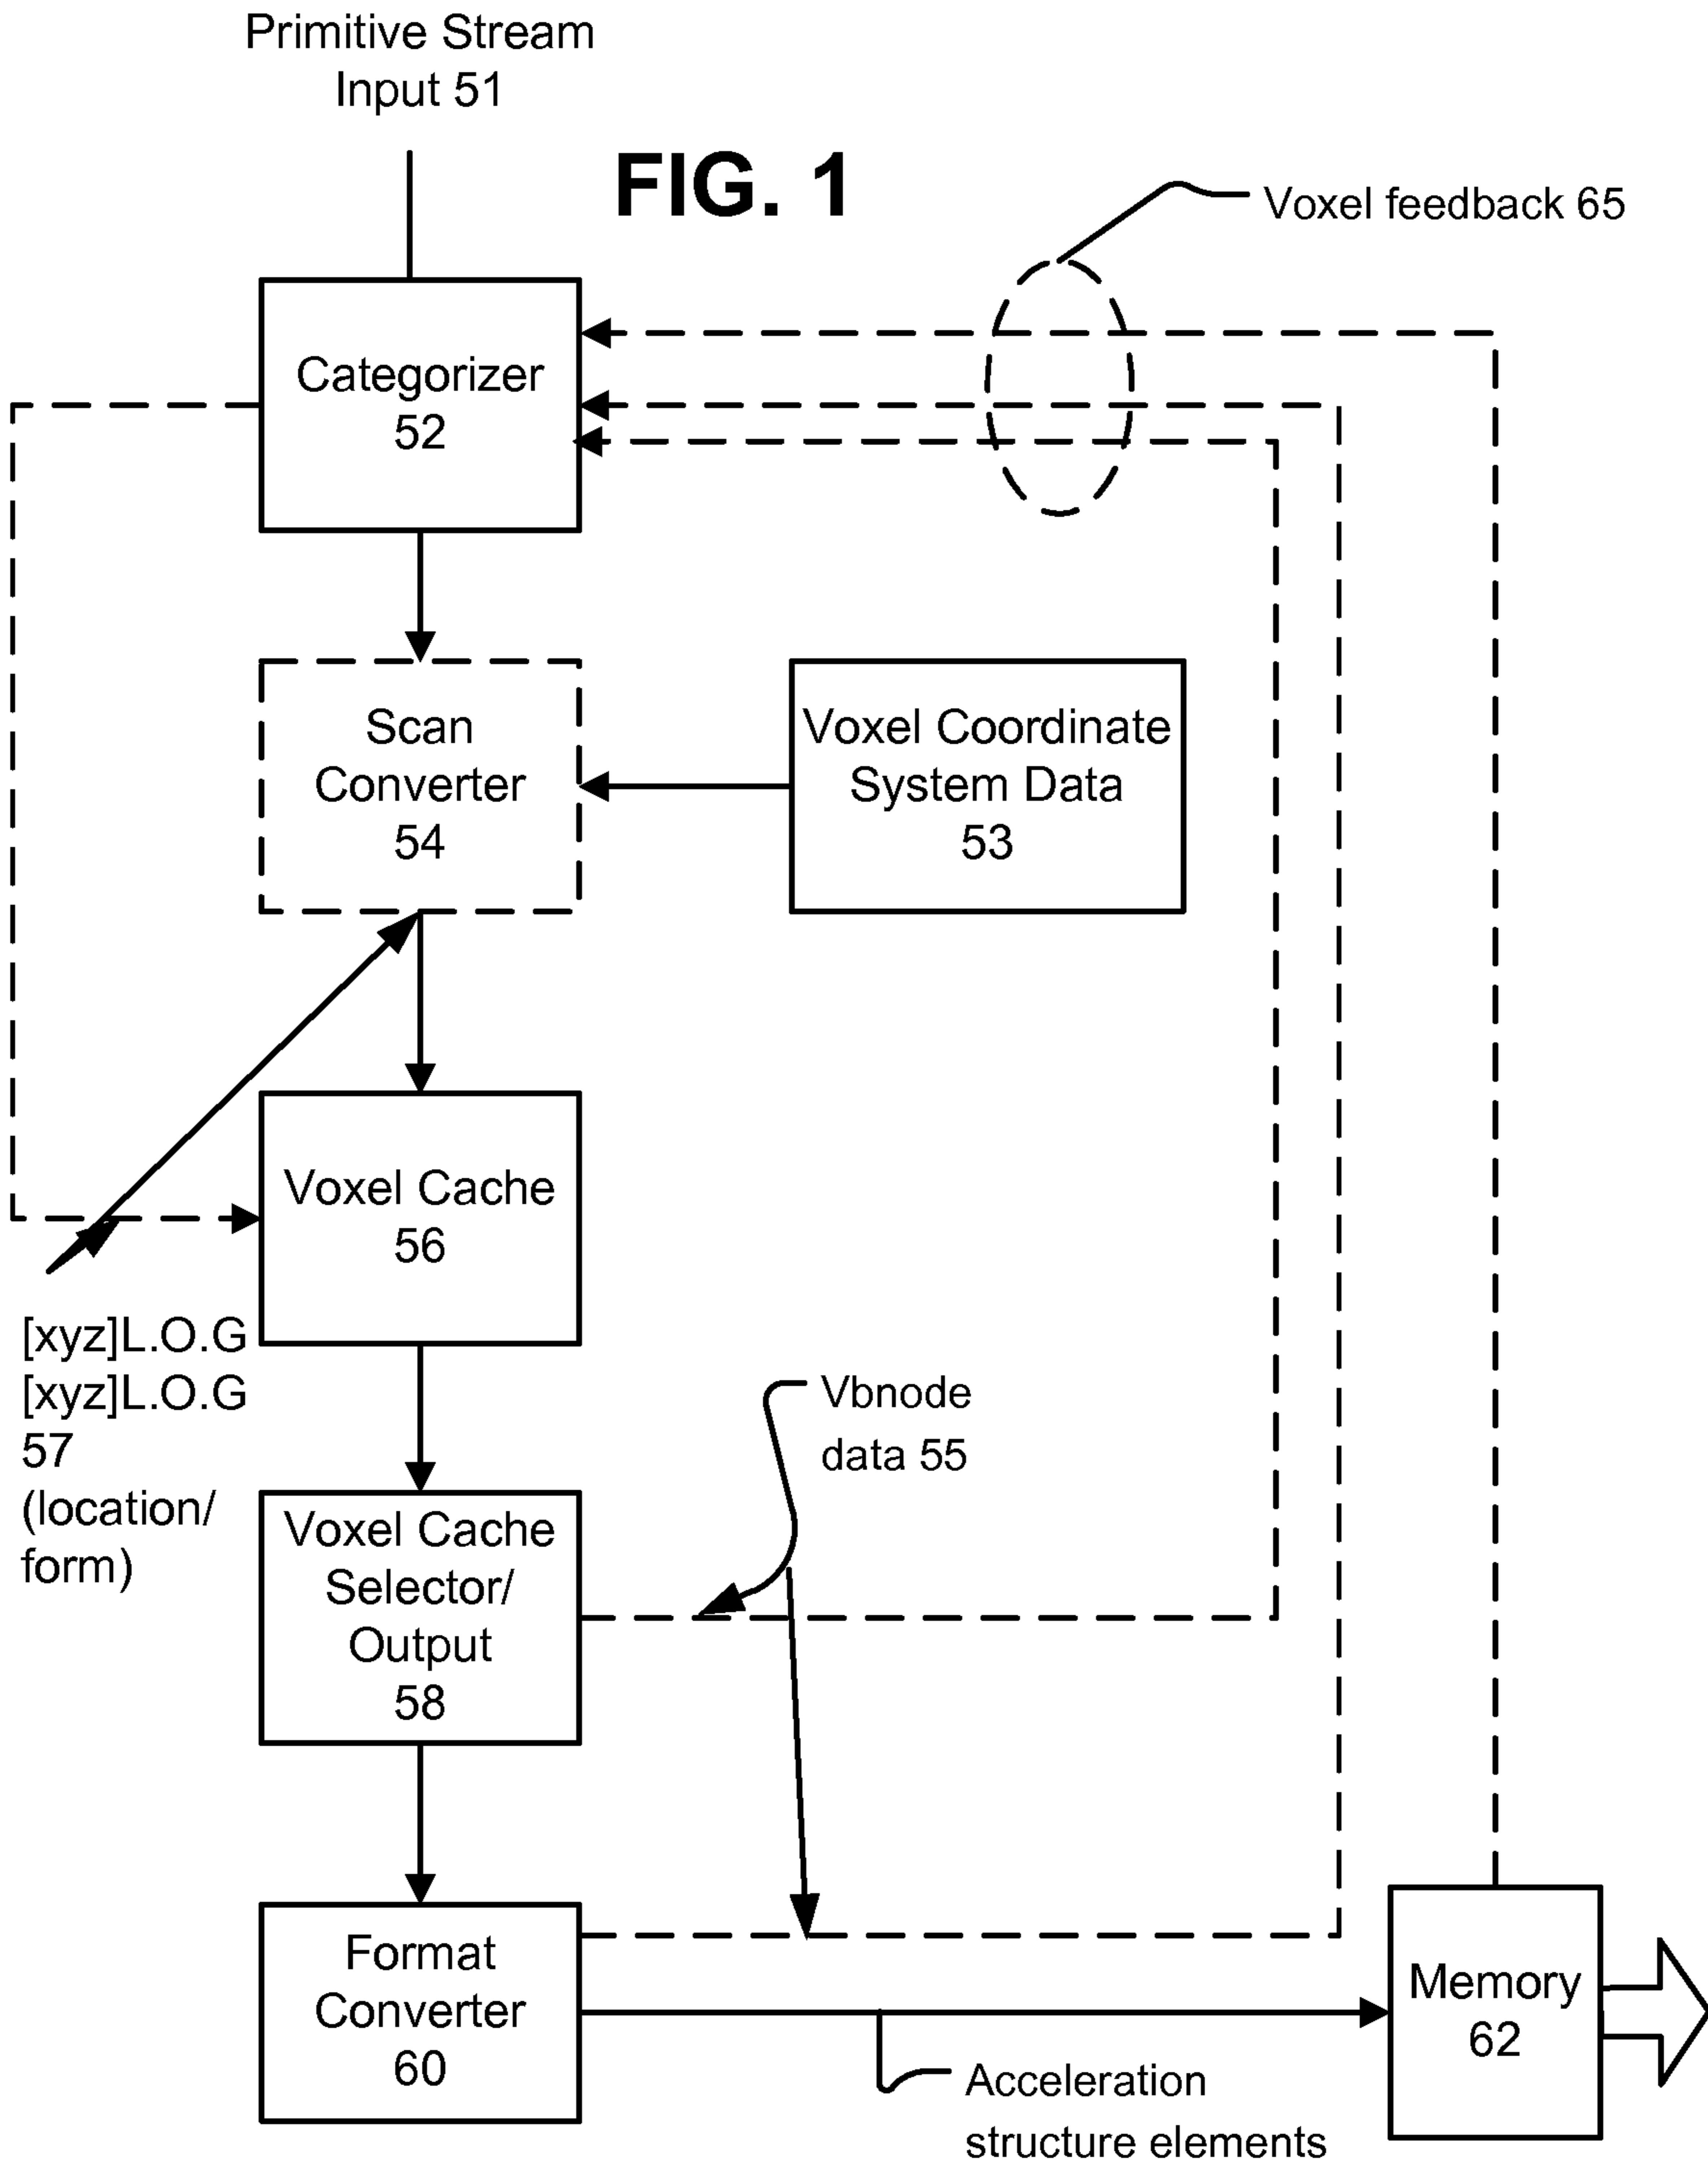 Primitive Stream
Input 51
FIG. 1
Voxel feedback 65
Categorizer
52
Scan
Converter
54
Voxel Coordinate
System Data
53
Voxel Cache
56
[xyz]L.O.G
[xyz]L.O.G
57
(location/
form)
Vbnode
data 55
Voxel Cache
Selector/
Output
58
Format
Converter
60
Memory
62
Acceleration
structure elements